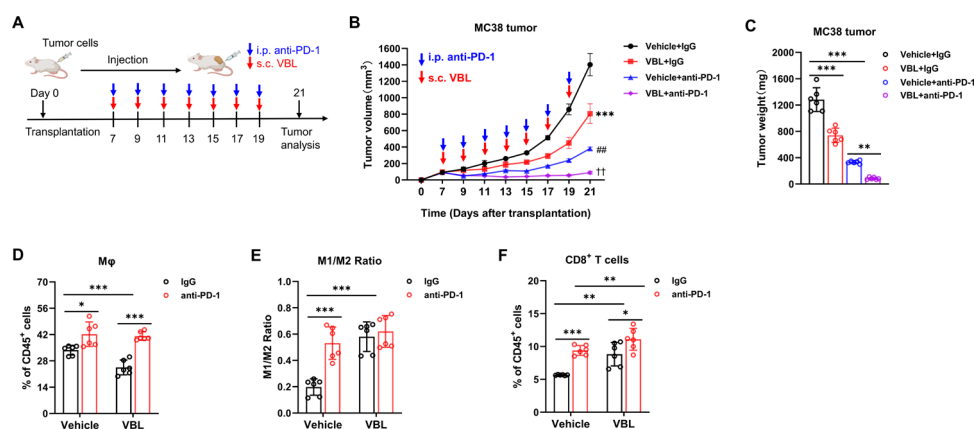 A
Tumor cells
Injection
i.p. anti-PD-1
s.c. VBL
Day 0
21
Transplantation
7 9 11 13 15 17 19
Tumor
analysis
B
MC38 tumor
Tumor volume (mm³)
1600
1400
1200
1000
800
600
400
200
0
i.p. anti-PD-1
s.c. VBL
0 7 9 11 13 15 17 19 21
Time (Days after transplantation)
Vehicle+IgG
VBL+IgG
Vehicle+anti-PD-1
VBL+anti-PD-1
***
##
††
C
MC38 tumor
Tumor weight(mg)
2000
1600
1200
800
400
0
***
***
**
Vehicle+IgG
VBL+IgG
Vehicle+anti-PD-1
VBL+anti-PD-1
D
Mφ
% of CD45⁺ cells
70
56
42
28
14
0
***
*
***
IgG
anti-PD-1
Vehicle VBL
E
M1/M2 Ratio
M1/M2 Ratio
1.0
0.8
0.6
0.4
0.2
0.0
***
***
IgG
anti-PD-1
Vehicle VBL
F
CD8⁺ T cells
% of CD45⁺ cells
20
15
10
5
0
**
**
***
*
IgG
anti-PD-1
Vehicle VBL